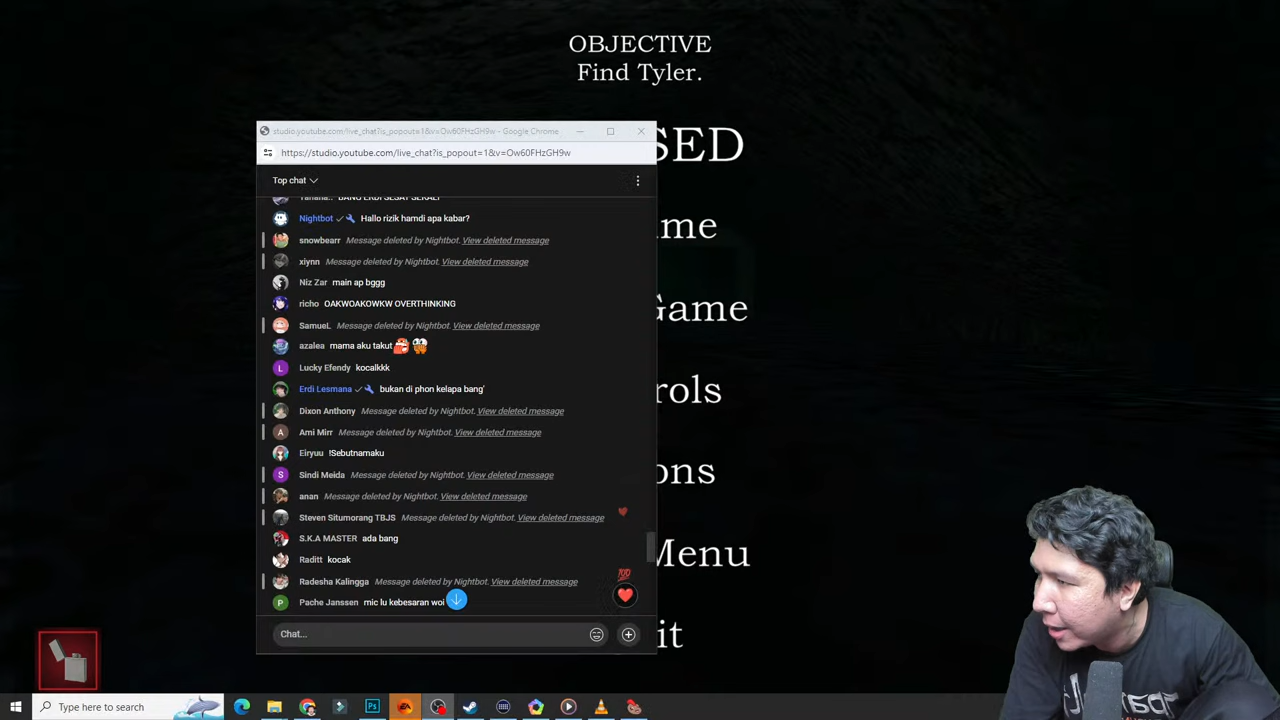 OBJECTIVE
Find Tyler.
SED
studio.youtube.com/live_chat?is_popout=1&v=Ow60FHzGH9w - Google Chrome
https://studio.youtube.com/live_chat?is_popout=1&v=Ow60FHzGH9w
Top chat
BANG ERDI SESAT SEKALI
Nightbot Hallo rizik hamdi apa kabar?
ime
snowbearr Message deleted by Nightbot. View deleted message
xiynn Message deleted by Nightbot. View deleted message
Niz Zar main ap bggg
richo OAKWOAKOWKW OVERTHINKING
Game
SamueL Message deleted by Nightbot. View deleted message
azalea mama aku takut
Lucky Efendy kocalkkk
Erdi Lesmana bukan di phon kelapa bang'
rols
Dixon Anthony Message deleted by Nightbot. View deleted message
Ami Mirr Message deleted by Nightbot. View deleted message
Eiryuu !Sebutnamaku
Sindi Meida Message deleted by Nightbot. View deleted message
ons
anan Message deleted by Nightbot. View deleted message
Steven Situmorang TBJS Message deleted by Nightbot. View deleted message
S.K.A MASTER ada bang
Menu
Raditt kocak
Radesha Kalingga Message deleted by Nightbot. View deleted message
Pache Janssen mic lu kebesaran woi
Chat...
it
Type here to search